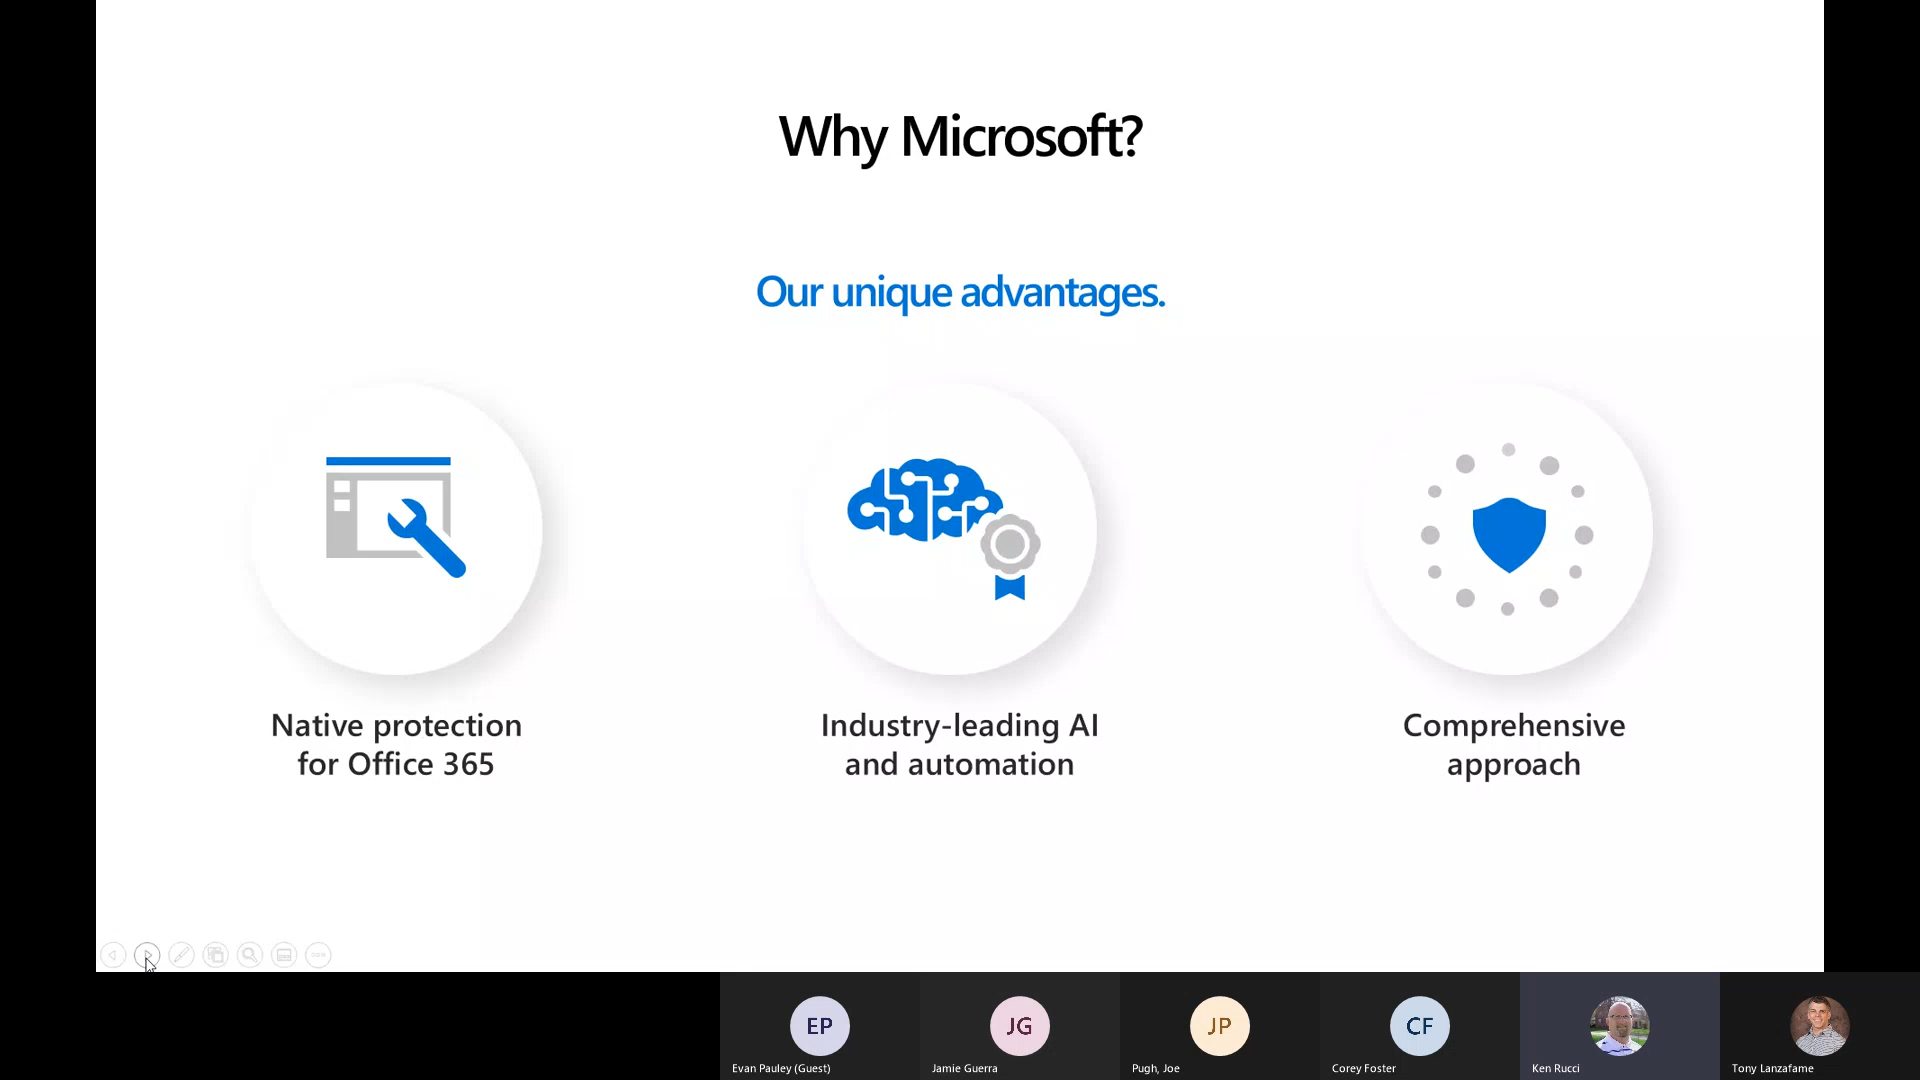 Why Microsoft?
Our unique advantages.
Native protection
for Office 365
Industry-leading AI
and automation
Comprehensive
approach
EP
JG
JP
CF
Evan Pauley (Guest)
Jamie Guerra
Pugh, Joe
Corey Foster
Ken Rucci
Tony Lanzafame